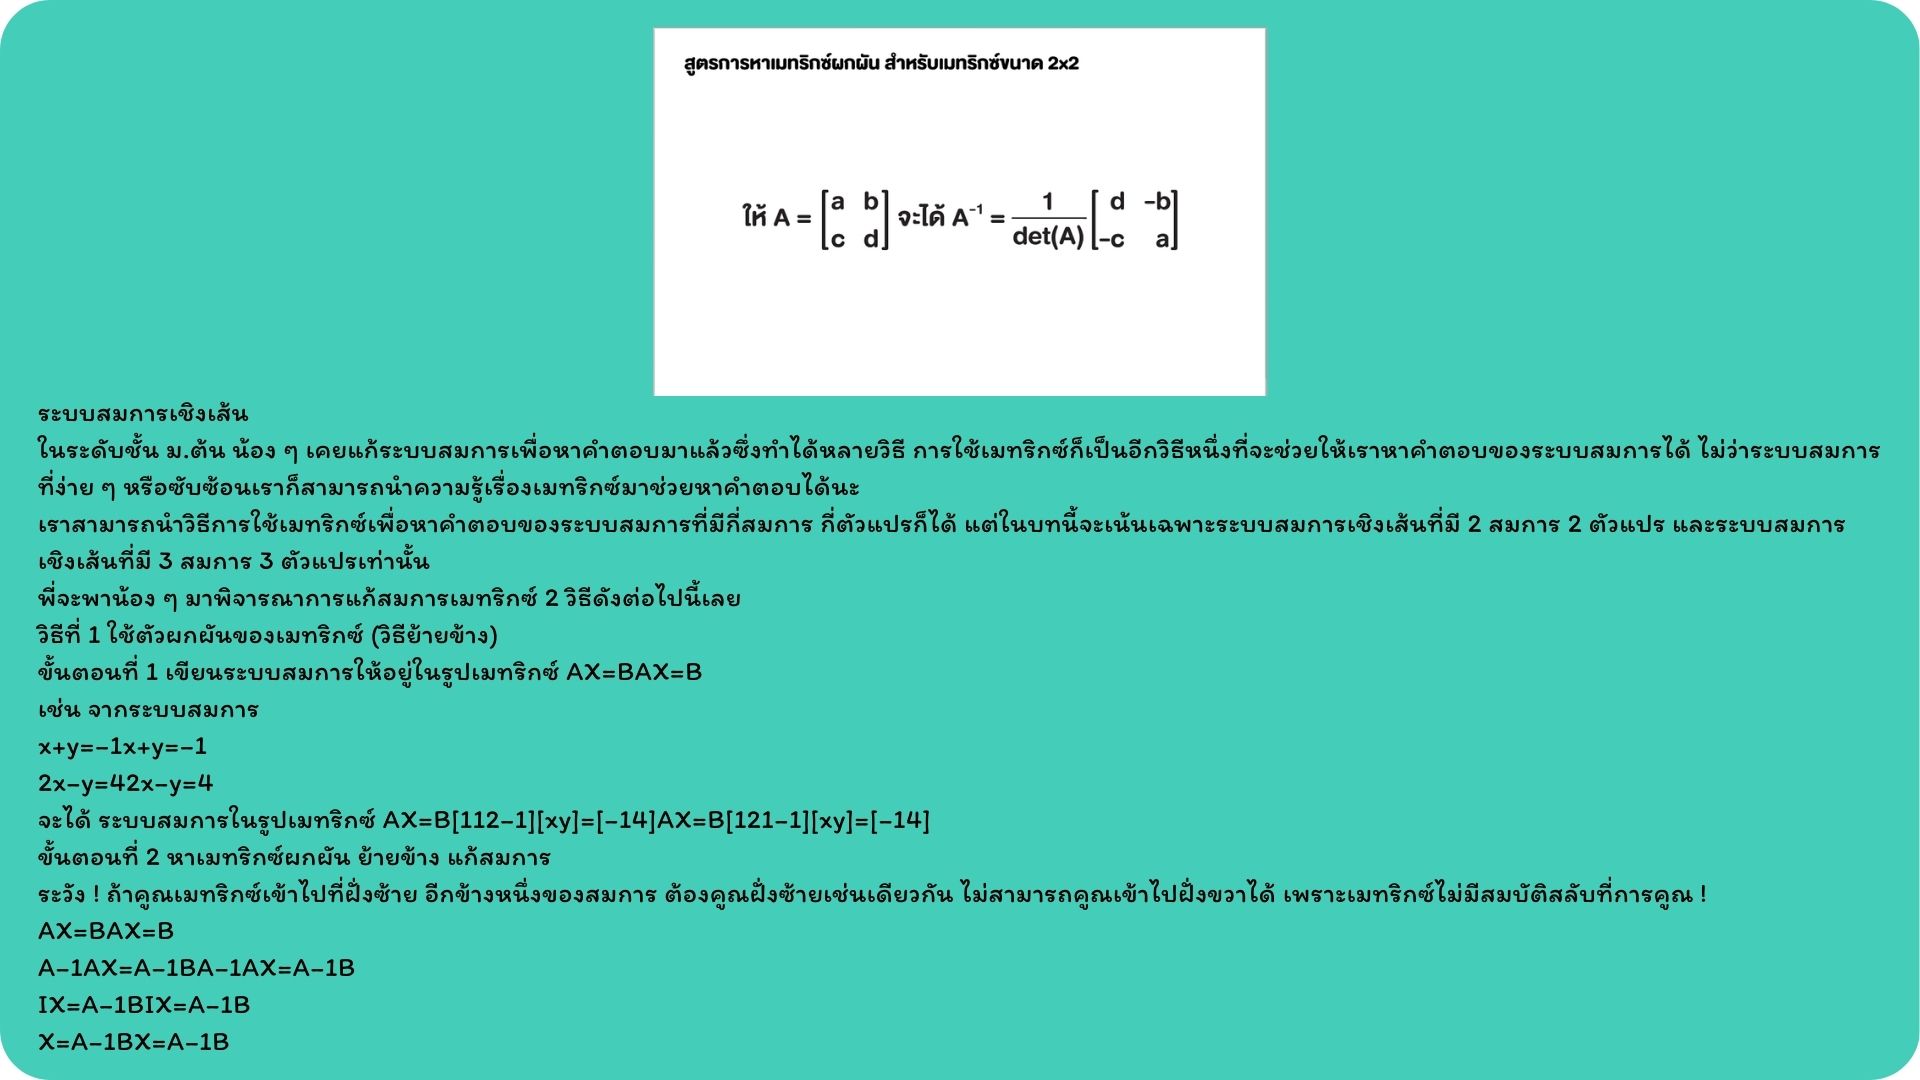 สูตรการหาเมทริกซ์ผกผัน สำหรับเมทริกซ์ขนาด 2x2
ให้ A = [a b c d] จะได้ A⁻¹ = 1/det(A) [d -b -c a]
ระบบสมการเชิงเส้น
ในระดับชั้น ม.ต้น น้อง ๆ เคยแก้ระบบสมการเพื่อหาคำตอบมาแล้วซึ่งทำได้หลายวิธี การใช้เมทริกซ์ก็เป็นอีกวิธีหนึ่งที่จะช่วยให้เราหาคำตอบของระบบสมการได้ ไม่ว่าระบบสมการ
ที่ง่าย ๆ หรือซับซ้อนเราก็สามารถนำความรู้เรื่องเมทริกซ์มาช่วยหาคำตอบได้นะ
เราสามารถนำวิธีการใช้เมทริกซ์เพื่อหาคำตอบของระบบสมการที่มีกี่สมการ กี่ตัวแปรก็ได้ แต่ในบทนี้จะเน้นเฉพาะระบบสมการเชิงเส้นที่มี 2 สมการ 2 ตัวแปร และระบบสมการ
เชิงเส้นที่มี 3 สมการ 3 ตัวแปรเท่านั้น
พี่จะพาน้อง ๆ มาพิจารณาการแก้สมการเมทริกซ์ 2 วิธีดังต่อไปนี้เลย
วิธีที่ 1 ใช้ตัวผกผันของเมทริกซ์ (วิธีย้ายข้าง)
ขั้นตอนที่ 1 เขียนระบบสมการให้อยู่ในรูปเมทริกซ์ AX=BAX=B
เช่น จากระบบสมการ
x+y=−1x+y=−1
2x−y=42x−y=4
จะได้ ระบบสมการในรูปเมทริกซ์ AX=B[112−1][xy]=[−14]AX=B[121−1][xy]=[−14]
ขั้นตอนที่ 2 หาเมทริกซ์ผกผัน ย้ายข้าง แก้สมการ
ระวัง ! ถ้าคูณเมทริกซ์เข้าไปที่ฝั่งซ้าย อีกข้างหนึ่งของสมการ ต้องคูณฝั่งซ้ายเช่นเดียวกัน ไม่สามารถคูณเข้าไปฝั่งขวาได้ เพราะเมทริกซ์ไม่มีสมบัติสลับที่การคูณ !
AX=BAX=B
A−1AX=A−1BA−1AX=A−1B
IX=A−1BIX=A−1B
X=A−1BX=A−1B